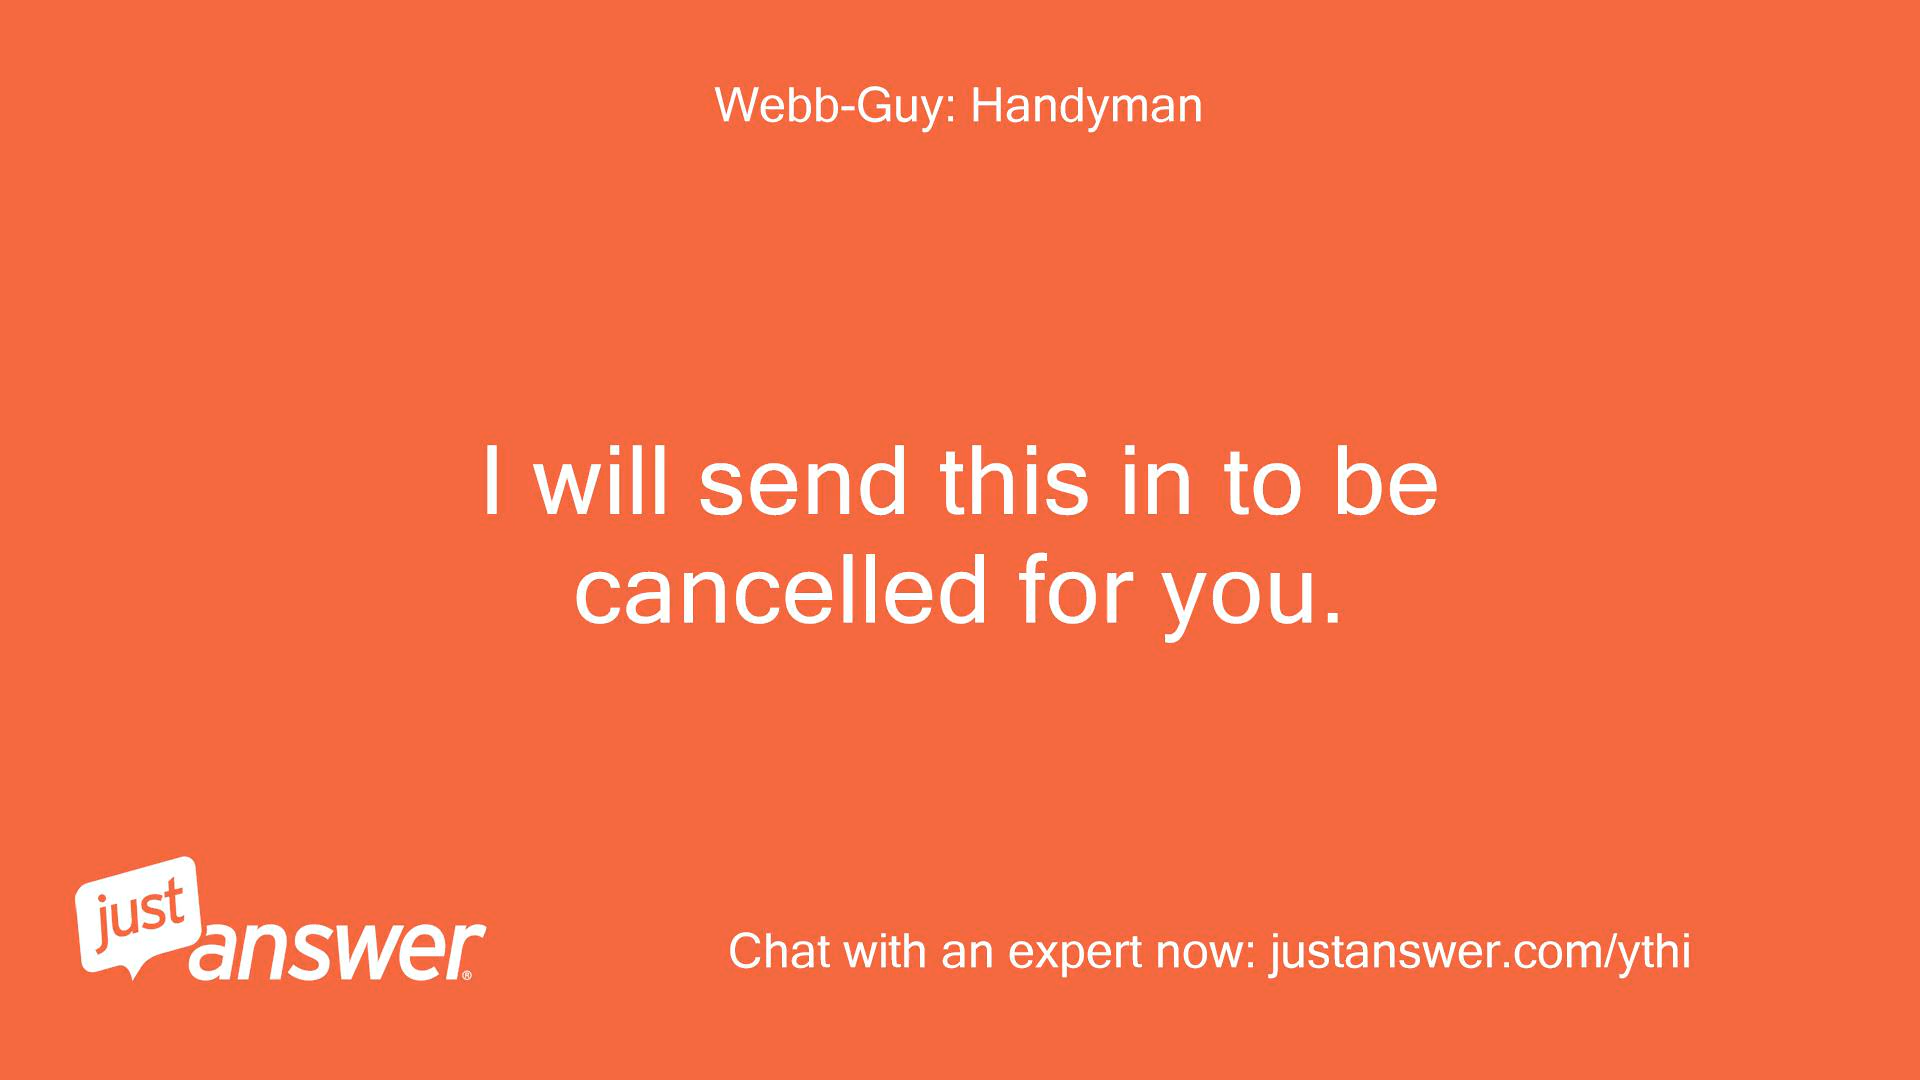 Webb-Guy: Handyman
I will send this in to be
cancelled for you.
just
answer®
Chat with an expert now: justanswer.com/ythi